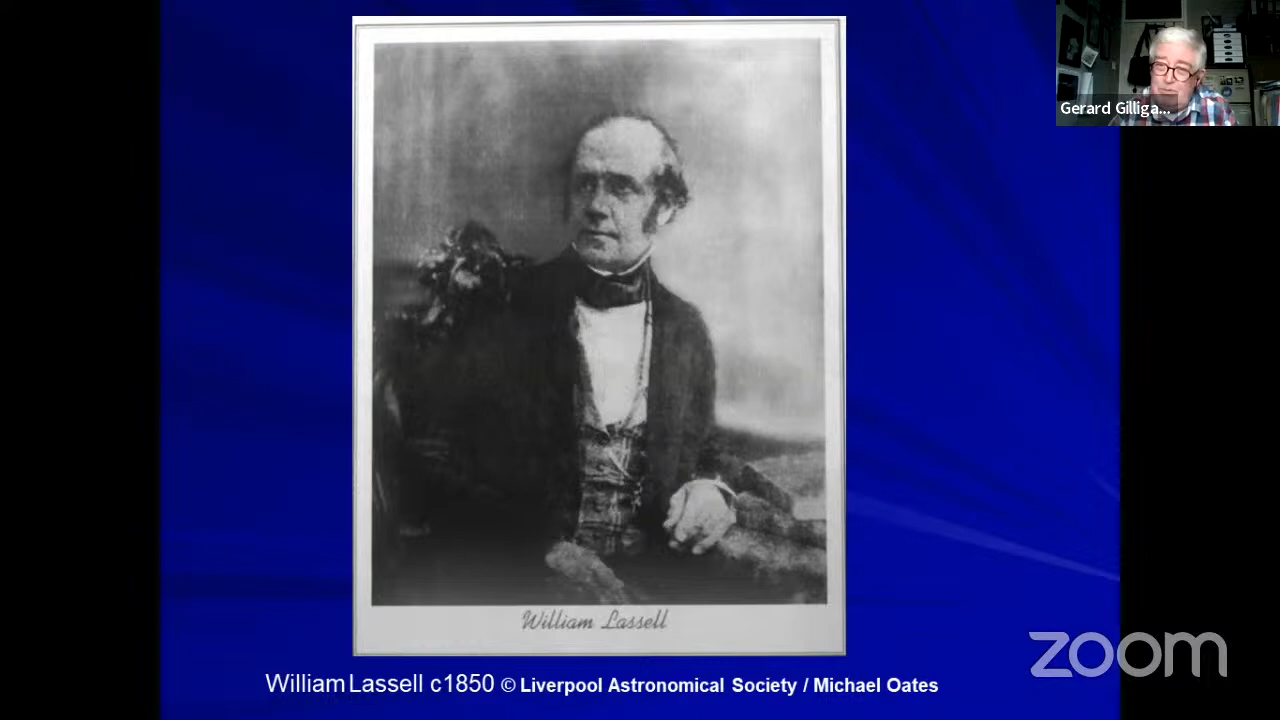 Gerard Gilliga...
William Lassell
William Lassell c1850 © Liverpool Astronomical Society / Michael Oates
zoom